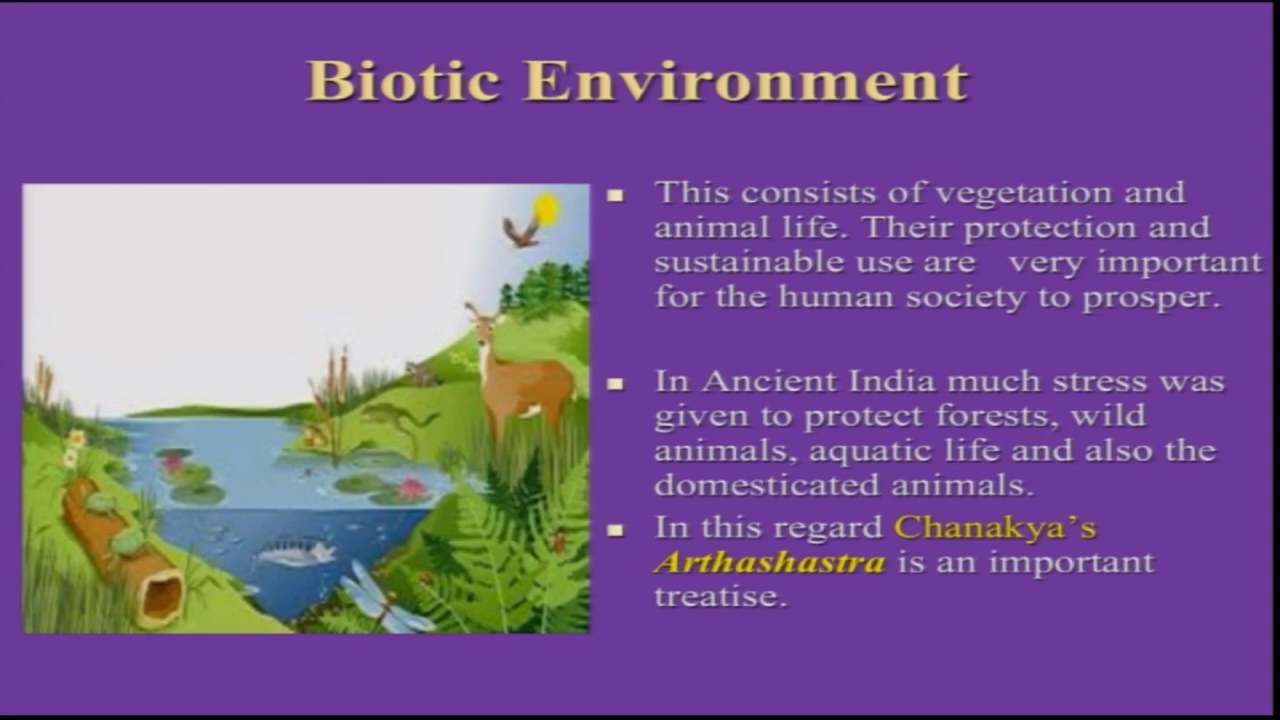 Biotic Environment
This consists of vegetation and
animal life. Their protection and
sustainable use are very important
for the human society to prosper.
In Ancient India much stress was
given to protect forests, wild
animals, aquatic life and also the
domesticated animals.
In this regard Chanakya's
Arthashastra is an important
treatise.